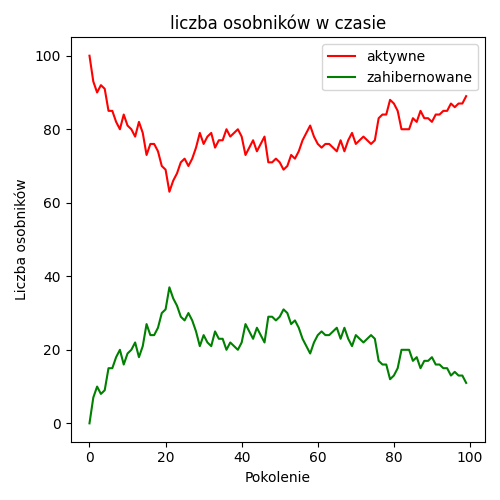 liczba osobników w czasie
aktywne
zahibernowane
Liczba osobników
100
80
60
40
20
0
0 20 40 60 80 100
Pokolenie